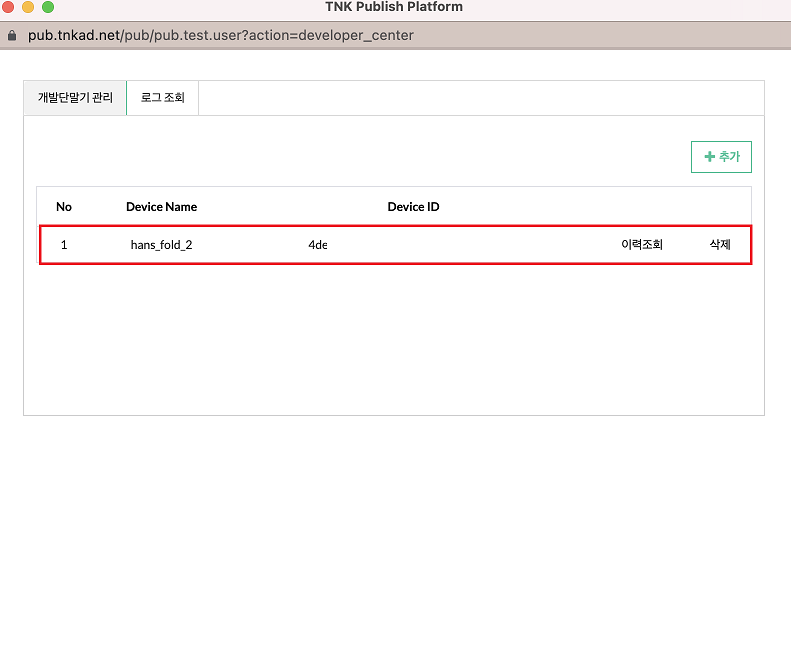 TNK Publish Platform
pub.tnkad.net/pub/pub.test.user?action=developer_center
개발단말기 관리 로그 조회
추가
No Device Name Device ID
1 hans_fold_2 4de 이력조회 삭제